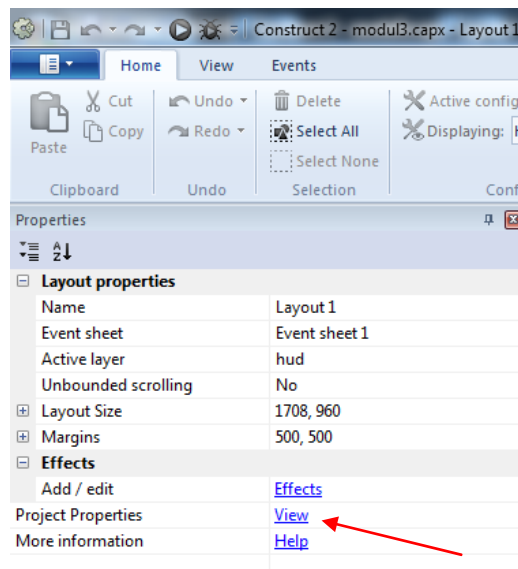 Construct 2 - modul3.capx - Layout 1
Home View Events
Paste
Cut
Copy
Clipboard
Undo
Redo
Undo
Delete
Select All
Select None
Selection
Active config
Displaying: H
Conf
Properties
Layout properties
Name Layout 1
Event sheet Event sheet 1
Active layer hud
Unbounded scrolling No
Layout Size 1708, 960
Margins 500, 500
Effects
Add / edit Effects
Project Properties View
More information Help